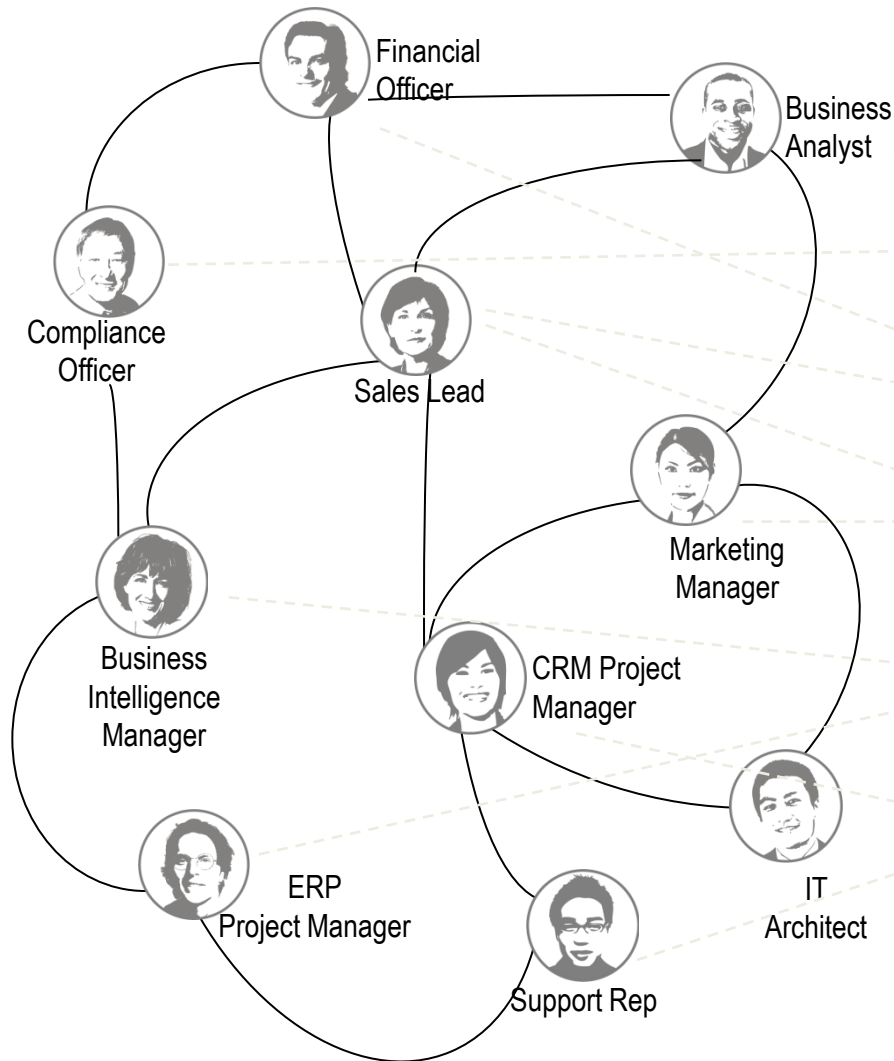 Financial
Officer
Business
Analyst
Compliance
Officer
Sales Lead
Marketing
Manager
Business
Intelligence
Manager
CRM Project
Manager
ERP
Project Manager
IT
Architect
Support Rep